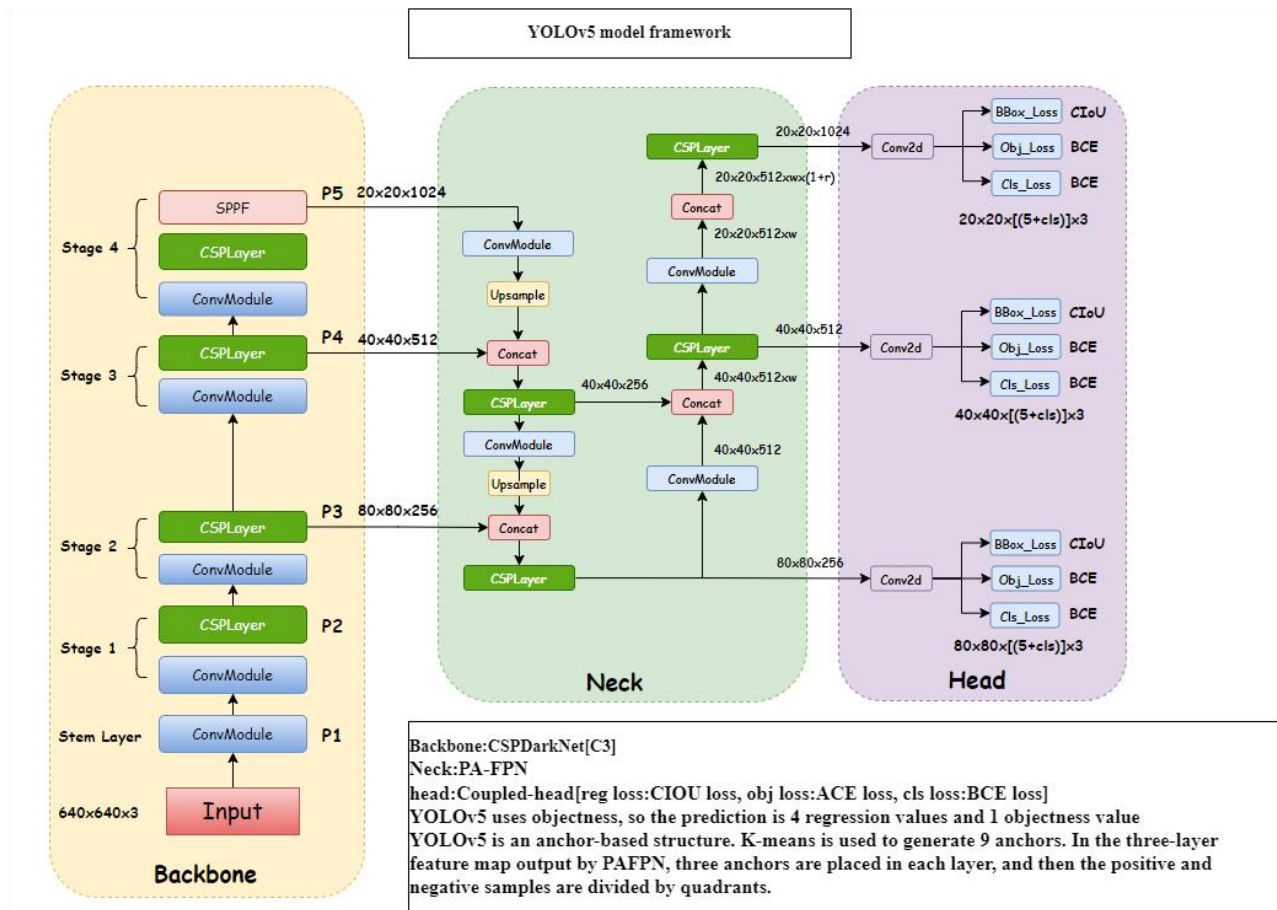 YOLOv5 model framework
SPPF
P5
20x20x1024
Stage 4
CSPLayer
ConvModule
CSPLayer
P4
40x40x512
Stage 3
ConvModule
CSPLayer
P3
80x80x256
Stage 2
ConvModule
CSPLayer
P2
Stage 1
ConvModule
Stem Layer
ConvModule
P1
640x640x3
Input
Backbone
ConvModule
Upsample
Concat
CSPLayer
40x40x256
ConvModule
Upsample
Concat
CSPLayer
CSPLayer
20x20x1024
20x20x512xwx(1+r)
Concat
20x20x512xw
ConvModule
CSPLayer
40x40x512
40x40x512xw
Concat
40x40x512
ConvModule
80x80x256
Neck
Conv2d
BBox_Loss CIoU
Obj_Loss BCE
Cls_Loss BCE
20x20x[(5+cls)]x3
Conv2d
BBox_Loss CIoU
Obj_Loss BCE
Cls_Loss BCE
40x40x[(5+cls)]x3
Conv2d
BBox_Loss CIoU
Obj_Loss BCE
Cls_Loss BCE
80x80x[(5+cls)]x3
Head
Backbone:CSPDarkNet[C3]
Neck:PA-FPN
head:Coupled-head[reg loss:CIOU loss, obj loss:ACE loss, cls loss:BCE loss]
YOLOv5 uses objectness, so the prediction is 4 regression values and 1 objectness value
YOLOv5 is an anchor-based structure. K-means is used to generate 9 anchors. In the three-layer
feature map output by PAFPN, three anchors are placed in each layer, and then the positive and
negative samples are divided by quadrants.